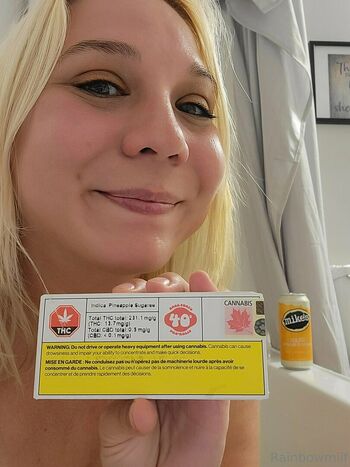 Indica: Pineapple Sugaree
Total THC total: 231.1 mg/g
(THC: 13.7mg/g)
Total CBD total: 0.5 mg/g
(CBD: < 0.1 mg/g)
THC
40
CANNABIS
WARNING: Do not drive or operate heavy equipment after using cannabis. Cannabis can cause
drowsiness and impair your ability to concentrate and make quick decisions.
MISE EN GARDE : Ne conduisez pas ou n'opérez pas de machinerie lourde après avoir
consommé du cannabis. Le cannabis peut causer de la somnolence et nuire à la capacité de se
concentrer et de prendre rapidement des décisions.
mike's
HARD
Rainbowmilf